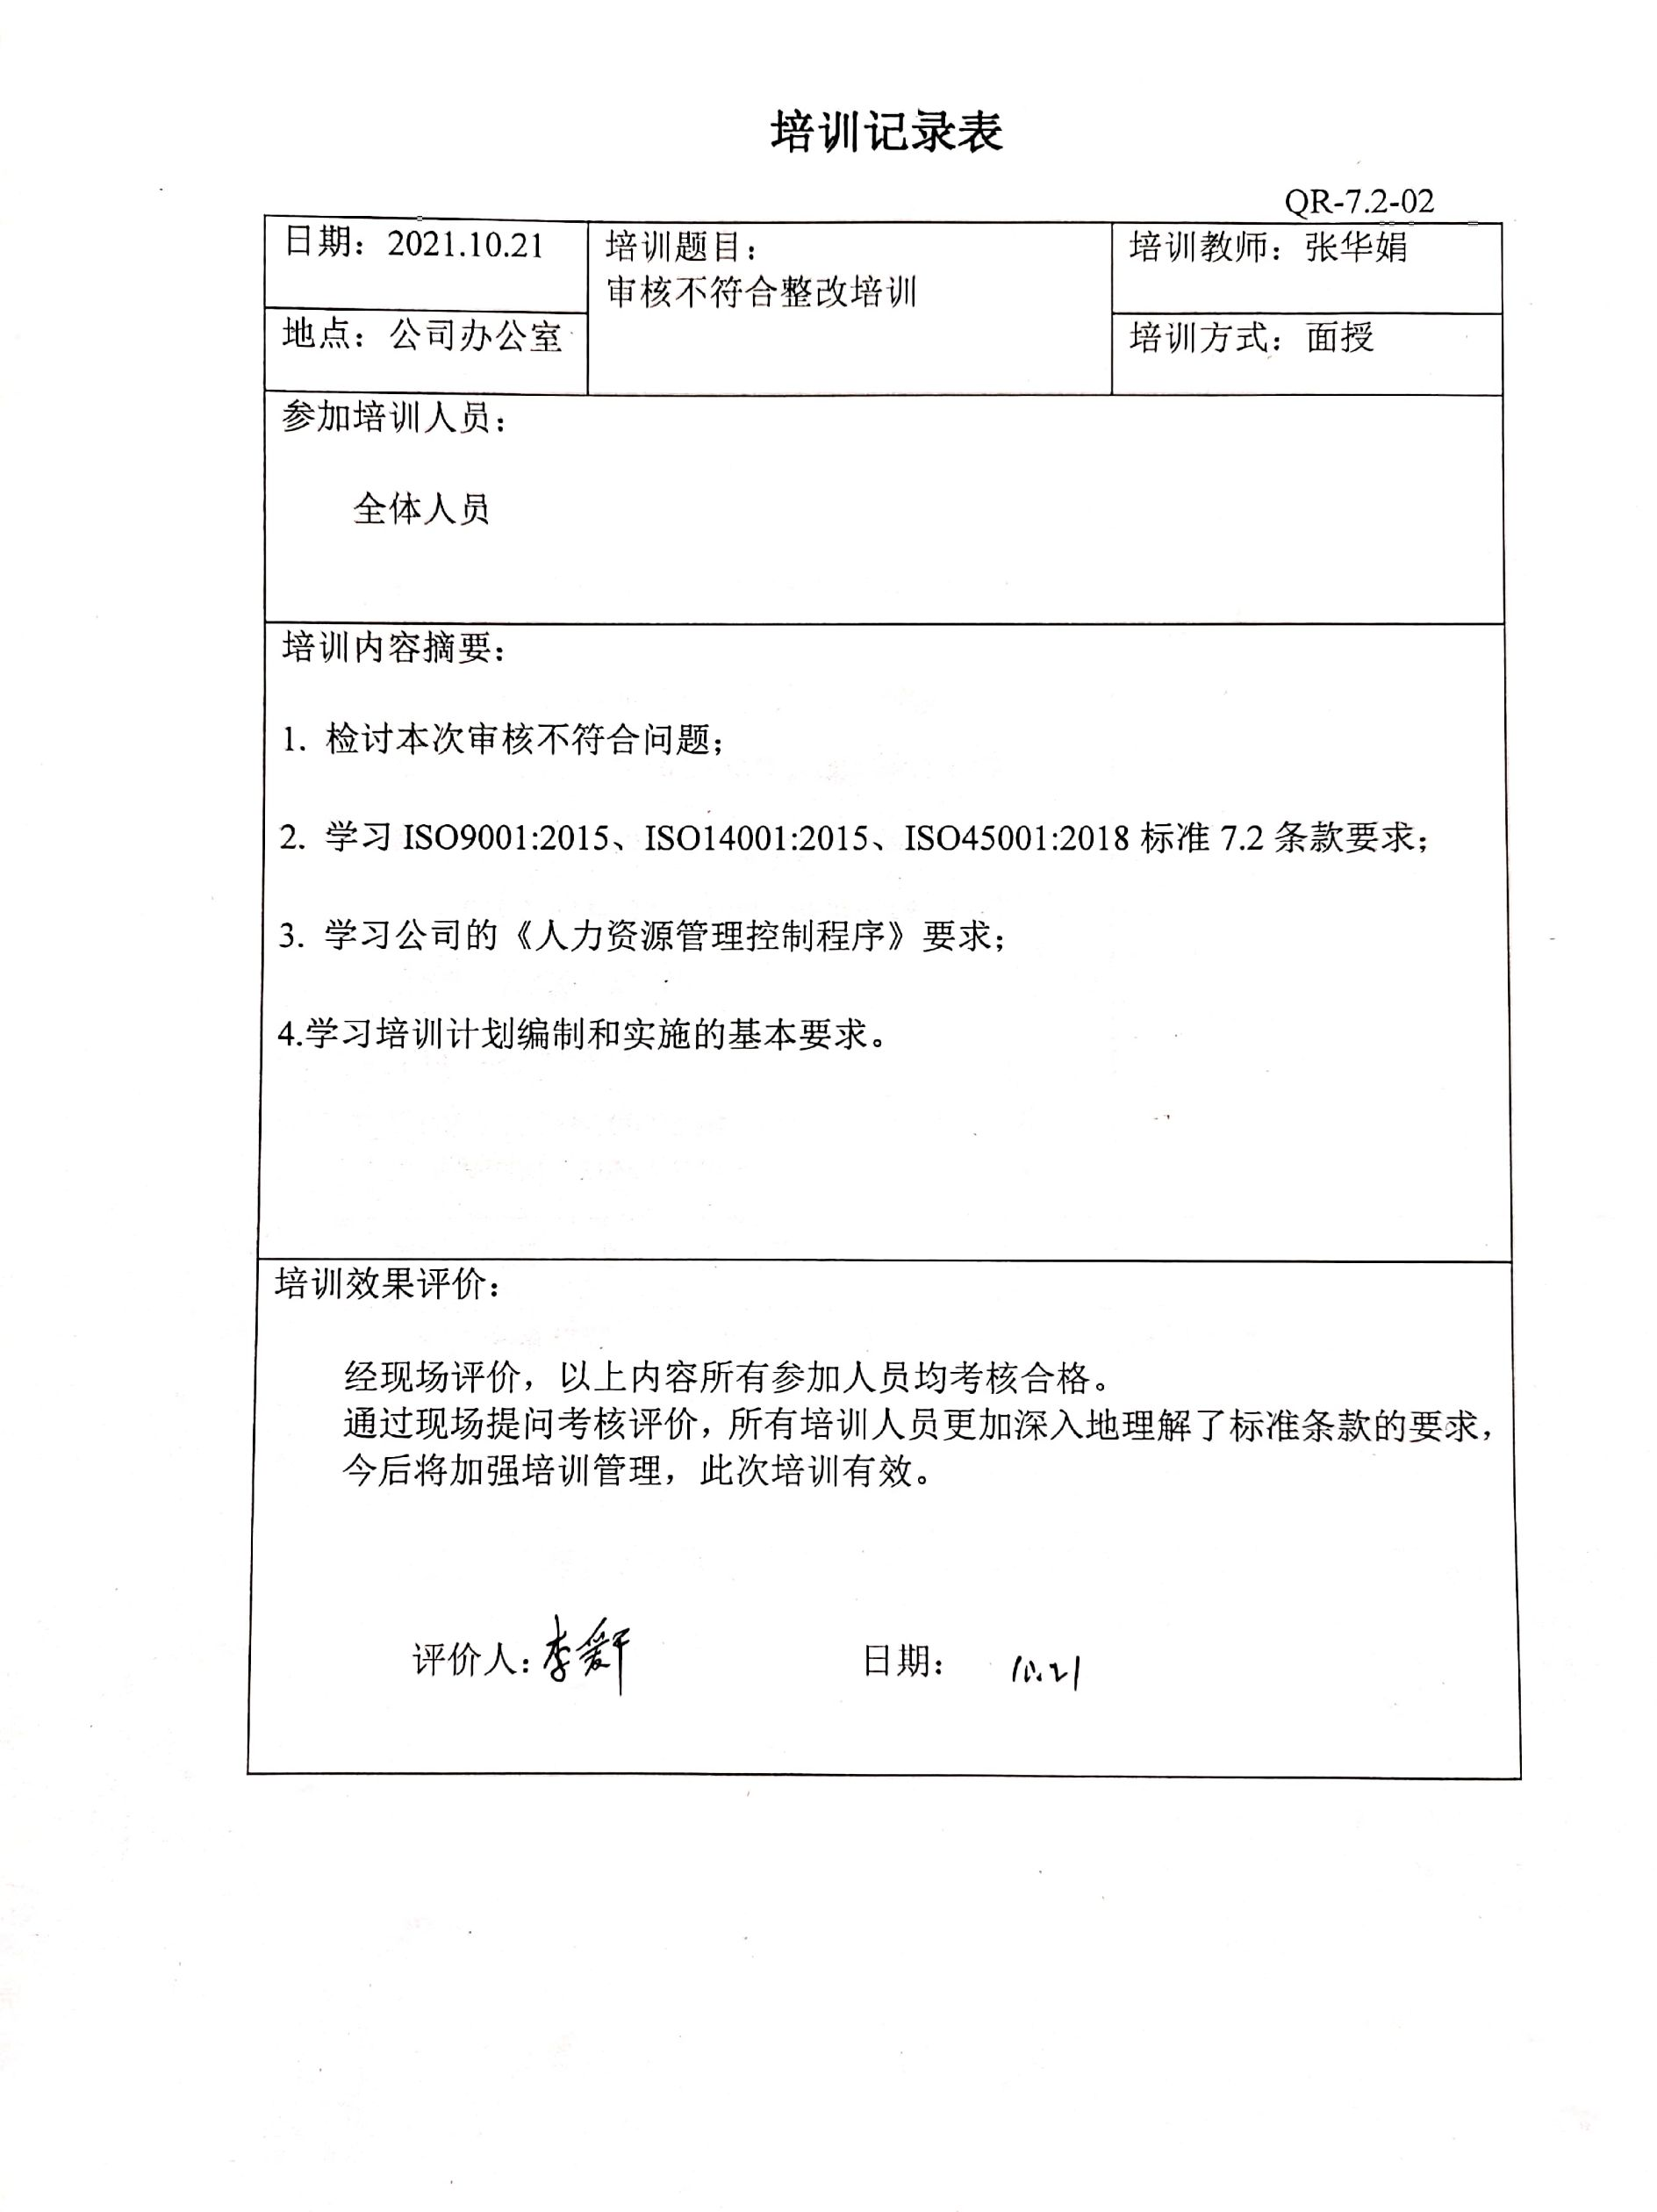 培训记录表
QR-7.2-02
日期：2021.10.21
培训题目：
审核不符合整改培训
培训教师：张华娟
地点：公司办公室
培训方式：面授
参加培训人员：
全体人员
培训内容摘要：
1. 检讨本次审核不符合问题；
2. 学习 ISO9001:2015、ISO14001:2015、ISO45001:2018 标准 7.2 条款要求；
3. 学习公司的《人力资源管理控制程序》要求；
4.学习培训计划编制和实施的基本要求。
培训效果评价：
经现场评价，以上内容所有参加人员均考核合格。
通过现场提问考核评价，所有培训人员更加深入地理解了标准条款的要求，
今后将加强培训管理，此次培训有效。
评价人：李爱
日期： 10.21